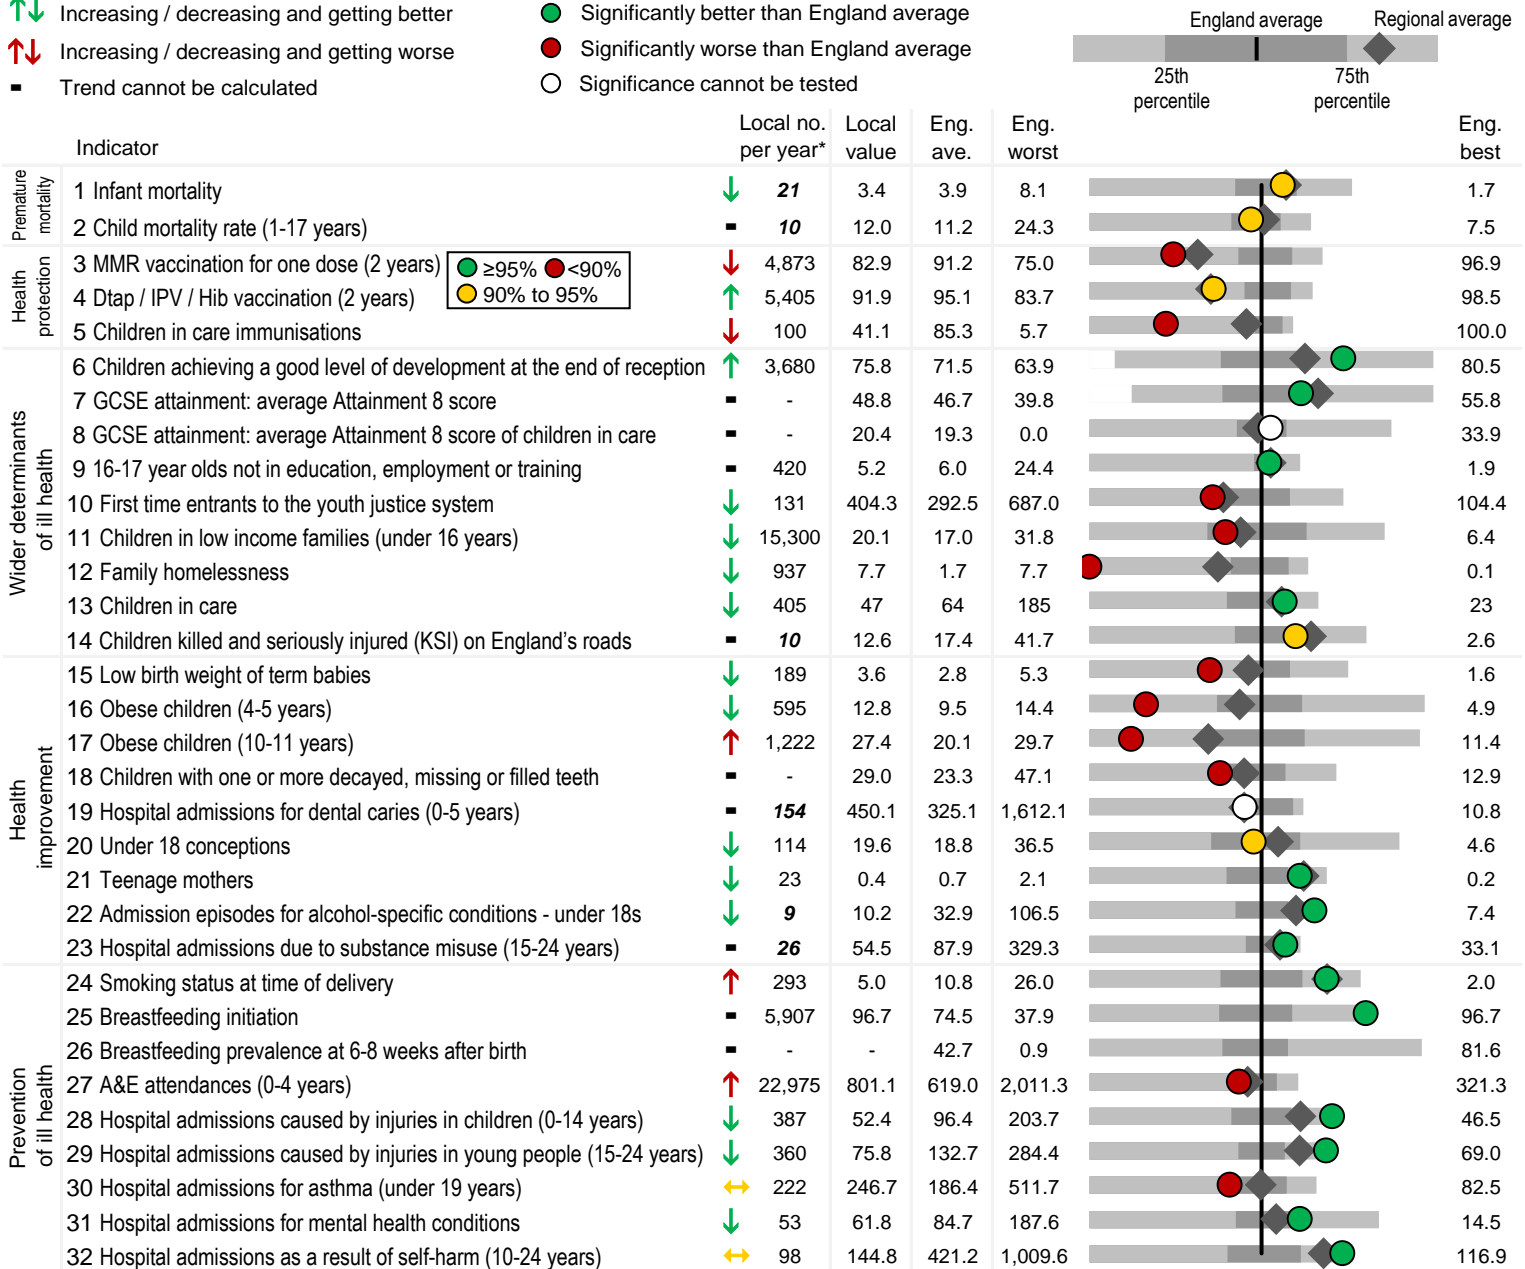 Increasing / decreasing and getting better
Significantly better than England average
England average Regional average
Increasing / decreasing and getting worse
Significantly worse than England average
Trend cannot be calculated
Significance cannot be tested
25th percentile
75th percentile
Indicator Local no. per year* Local value Eng. ave. Eng. worst Eng. best
Premature mortality
1 Infant mortality 21 3.4 3.9 8.1 1.7
2 Child mortality rate (1-17 years) 10 12.0 11.2 24.3 7.5
Health protection
3 MMR vaccination for one dose (2 years) ≥95% <90% 4,873 82.9 91.2 75.0 96.9
4 Dtap / IPV / Hib vaccination (2 years) 90% to 95% 5,405 91.9 95.1 83.7 98.5
5 Children in care immunisations 100 41.1 85.3 5.7 100.0
Wider determinants of ill health
6 Children achieving a good level of development at the end of reception 3,680 75.8 71.5 63.9 80.5
7 GCSE attainment: average Attainment 8 score - 48.8 46.7 39.8 55.8
8 GCSE attainment: average Attainment 8 score of children in care - 20.4 19.3 0.0 33.9
9 16-17 year olds not in education, employment or training 420 5.2 6.0 24.4 1.9
10 First time entrants to the youth justice system 131 404.3 292.5 687.0 104.4
11 Children in low income families (under 16 years) 15,300 20.1 17.0 31.8 6.4
12 Family homelessness 937 7.7 1.7 7.7 0.1
13 Children in care 405 47 64 185 23
14 Children killed and seriously injured (KSI) on England's roads 10 12.6 17.4 41.7 2.6
Health improvement
15 Low birth weight of term babies 189 3.6 2.8 5.3 1.6
16 Obese children (4-5 years) 595 12.8 9.5 14.4 4.9
17 Obese children (10-11 years) 1,222 27.4 20.1 29.7 11.4
18 Children with one or more decayed, missing or filled teeth - 29.0 23.3 47.1 12.9
19 Hospital admissions for dental caries (0-5 years) 154 450.1 325.1 1,612.1 10.8
20 Under 18 conceptions 114 19.6 18.8 36.5 4.6
21 Teenage mothers 23 0.4 0.7 2.1 0.2
22 Admission episodes for alcohol-specific conditions - under 18s 9 10.2 32.9 106.5 7.4
23 Hospital admissions due to substance misuse (15-24 years) 26 54.5 87.9 329.3 33.1
Prevention of ill health
24 Smoking status at time of delivery 293 5.0 10.8 26.0 2.0
25 Breastfeeding initiation 5,907 96.7 74.5 37.9 96.7
26 Breastfeeding prevalence at 6-8 weeks after birth - - 42.7 0.9 81.6
27 A&E attendances (0-4 years) 22,975 801.1 619.0 2,011.3 321.3
28 Hospital admissions caused by injuries in children (0-14 years) 387 52.4 96.4 203.7 46.5
29 Hospital admissions caused by injuries in young people (15-24 years) 360 75.8 132.7 284.4 69.0
30 Hospital admissions for asthma (under 19 years) 222 246.7 186.4 511.7 82.5
31 Hospital admissions for mental health conditions 53 61.8 84.7 187.6 14.5
32 Hospital admissions as a result of self-harm (10-24 years) 98 144.8 421.2 1,009.6 116.9